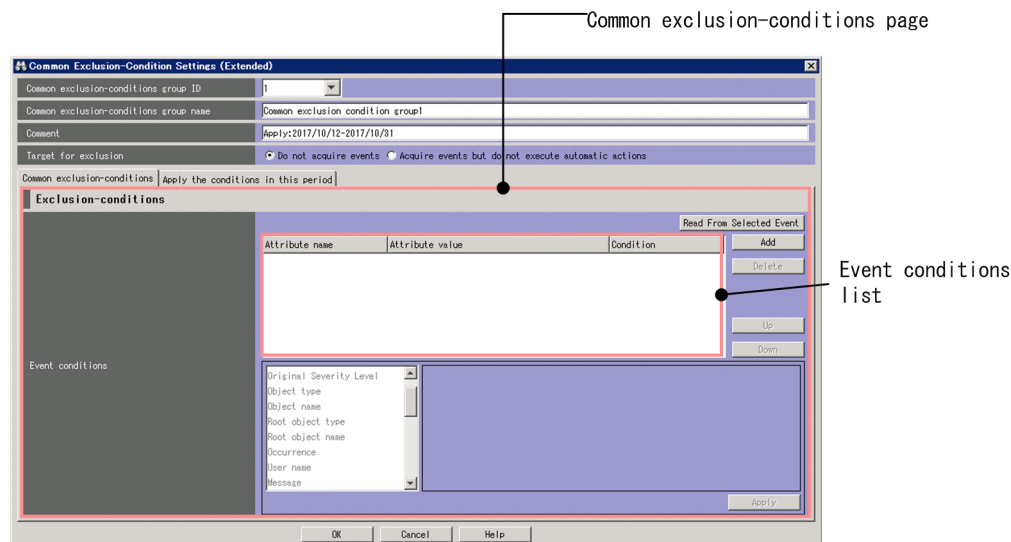 Common exclusion-conditions page
Common Exclusion-Condition Settings (Extended)
Common exclusion-conditions group ID
1
Common exclusion-conditions group name
Common exclusion condition group1
Comment
Apply:2017/10/12-2017/10/31
Target for exclusion
Do not acquire events
Acquire events but do not execute automatic actions
Common exclusion-conditions
Apply the conditions in this period
Exclusion-conditions
Read From Selected Event
Attribute name
Attribute value
Condition
Add
Delete
Event conditions
list
Up
Down
Event conditions
Original Severity Level
Object type
Object name
Root object type
Root object name
Occurrence
User name
Message
Apply
OK
Cancel
Help